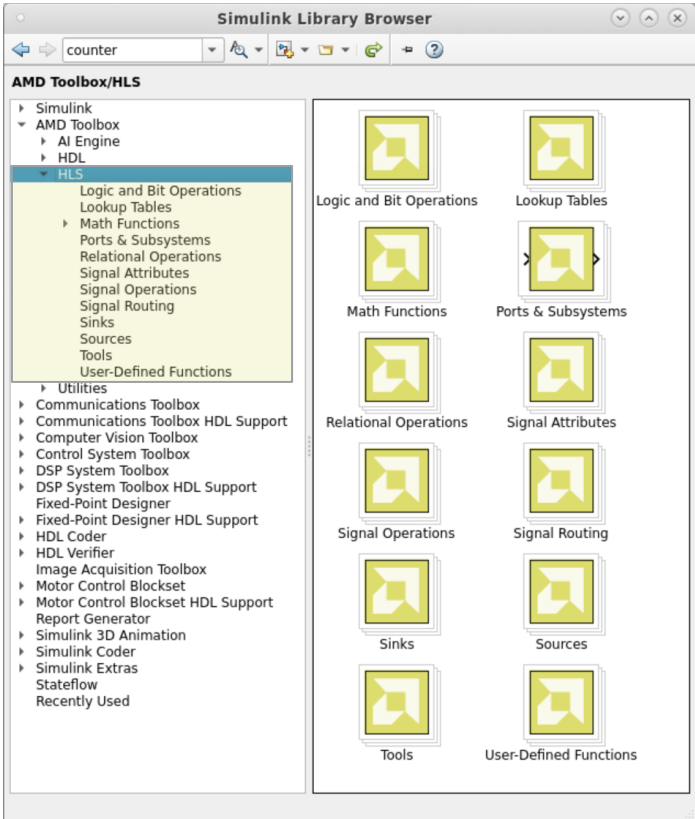 Simulink Library Browser
counter
AMD Toolbox/HLS
Simulink
AMD Toolbox
AI Engine
HDL
HLS
Logic and Bit Operations
Lookup Tables
Math Functions
Ports & Subsystems
Relational Operations
Signal Attributes
Signal Operations
Signal Routing
Sinks
Sources
Tools
User-Defined Functions
Utilities
Communications Toolbox
Communications Toolbox HDL Support
Computer Vision Toolbox
Control System Toolbox
DSP System Toolbox
DSP System Toolbox HDL Support
Fixed-Point Designer
Fixed-Point Designer HDL Support
HDL Coder
HDL Verifier
Image Acquisition Toolbox
Motor Control Blockset
Motor Control Blockset HDL Support
Report Generator
Simulink 3D Animation
Simulink Coder
Simulink Extras
Stateflow
Recently Used
Logic and Bit Operations
Lookup Tables
Math Functions
Ports & Subsystems
Relational Operations
Signal Attributes
Signal Operations
Signal Routing
Sinks
Sources
Tools
User-Defined Functions